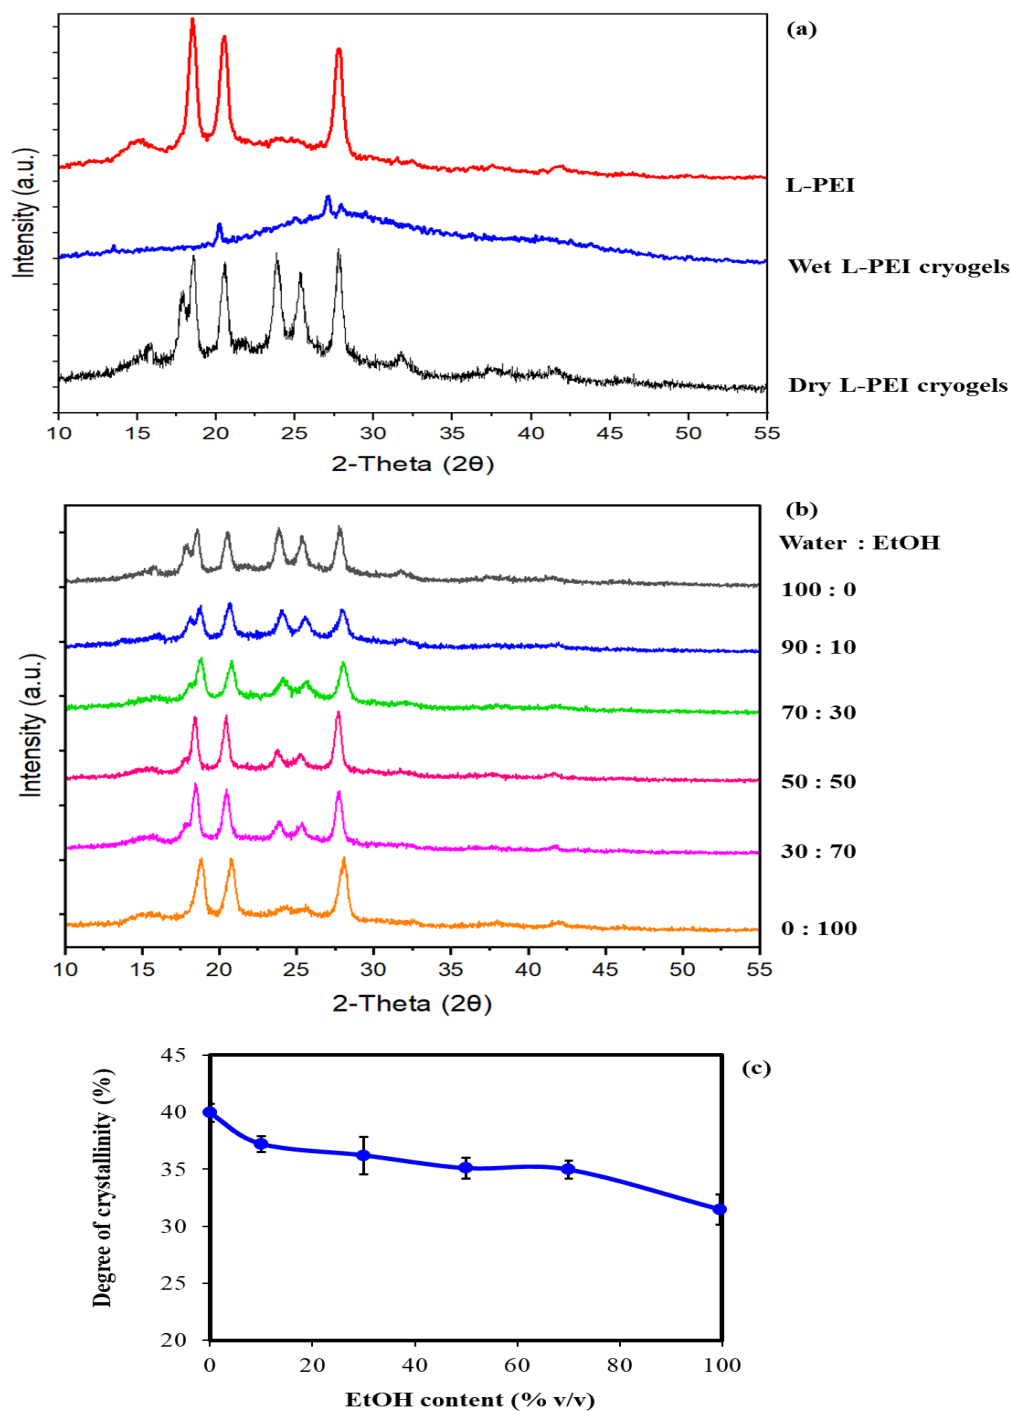 (a)
Intensity (a.u.)
L-PEI
Wet L-PEI cryogels
Dry L-PEI cryogels
10 15 20 25 30 35 40 45 50 55
2-Theta (2θ)
(b)
Water : EtOH
100 : 0
90 : 10
70 : 30
50 : 50
30 : 70
0 : 100
Intensity (a.u.)
10 15 20 25 30 35 40 45 50 55
2-Theta (2θ)
(c)
Degree of crystallinity (%)
45
40
35
30
25
20
0 20 40 60 80 100
EtOH content (% v/v)